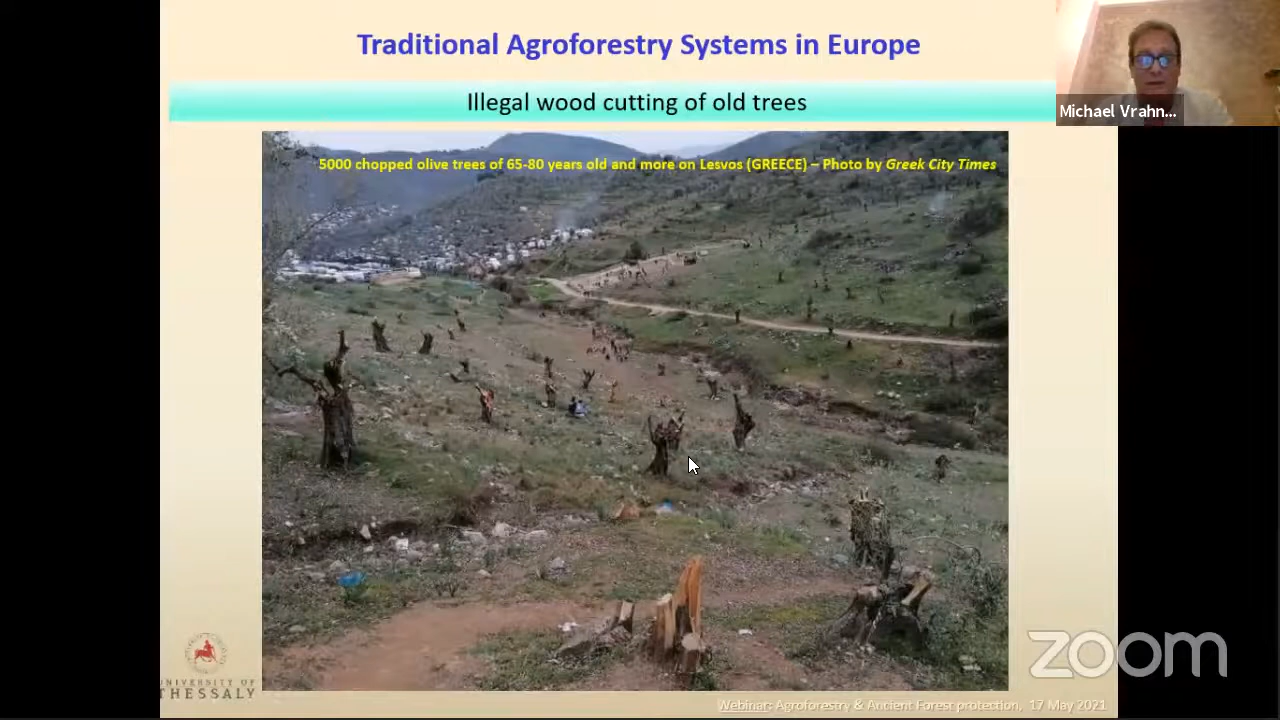 Traditional Agroforestry Systems in Europe
Illegal wood cutting of old trees
Michael Vrahn...
5000 chopped olive trees of 65-80 years old and more on Lesvos (GREECE) – Photo by Greek City Times
UNIVERSITY OF
THESSALY
zoom
Webinar: Agroforestry & Ancient Forest protection, 17 May 2021